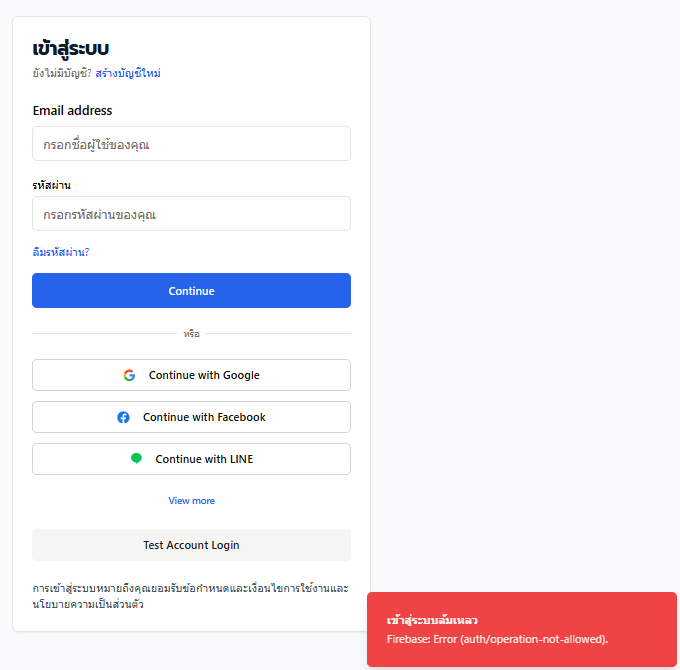 เข้าสู่ระบบ
ยังไม่มีบัญชี? สร้างบัญชีใหม่
Email address
กรอกชื่อผู้ใช้ของคุณ
รหัสผ่าน
กรอกรหัสผ่านของคุณ
ลืมรหัสผ่าน?
Continue
หรือ
Continue with Google
Continue with Facebook
Continue with LINE
View more
Test Account Login
การเข้าสู่ระบบหมายถึงคุณยอมรับข้อกำหนดและเงื่อนไขการใช้งานและ
นโยบายความเป็นส่วนตัว
เข้าสู่ระบบล้มเหลว
Firebase: Error (auth/operation-not-allowed).